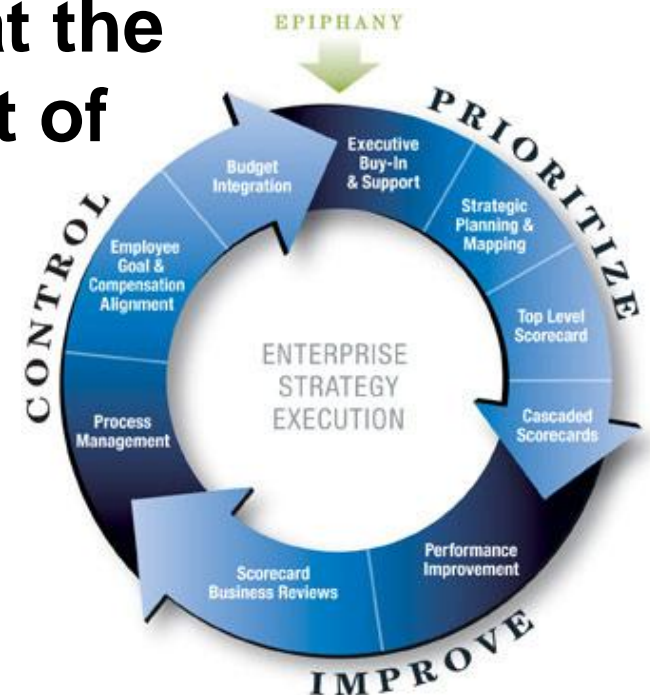 at the
t of
EPIPHANY
PRIORITIZE
Executive
Buy-In
& Support
Strategic
Planning &
Mapping
Top Level
Scorecard
Cascaded
Scorecards
IMPROVE
Performance
Improvement
Scorecard
Business Reviews
CONTROL
Process
Management
Employee
Goal &
Compensation
Alignment
Budget
Integration
ENTERPRISE
STRATEGY
EXECUTION